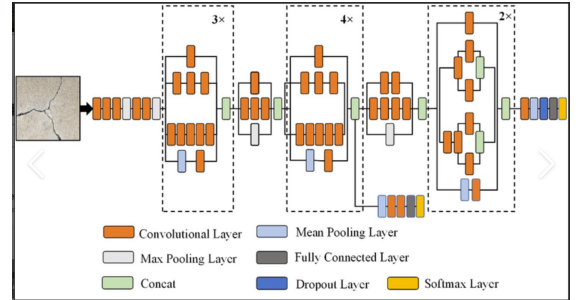 3×
4×
2×
Convolutional Layer
Mean Pooling Layer
Max Pooling Layer
Fully Connected Layer
Concat
Dropout Layer
Softmax Layer